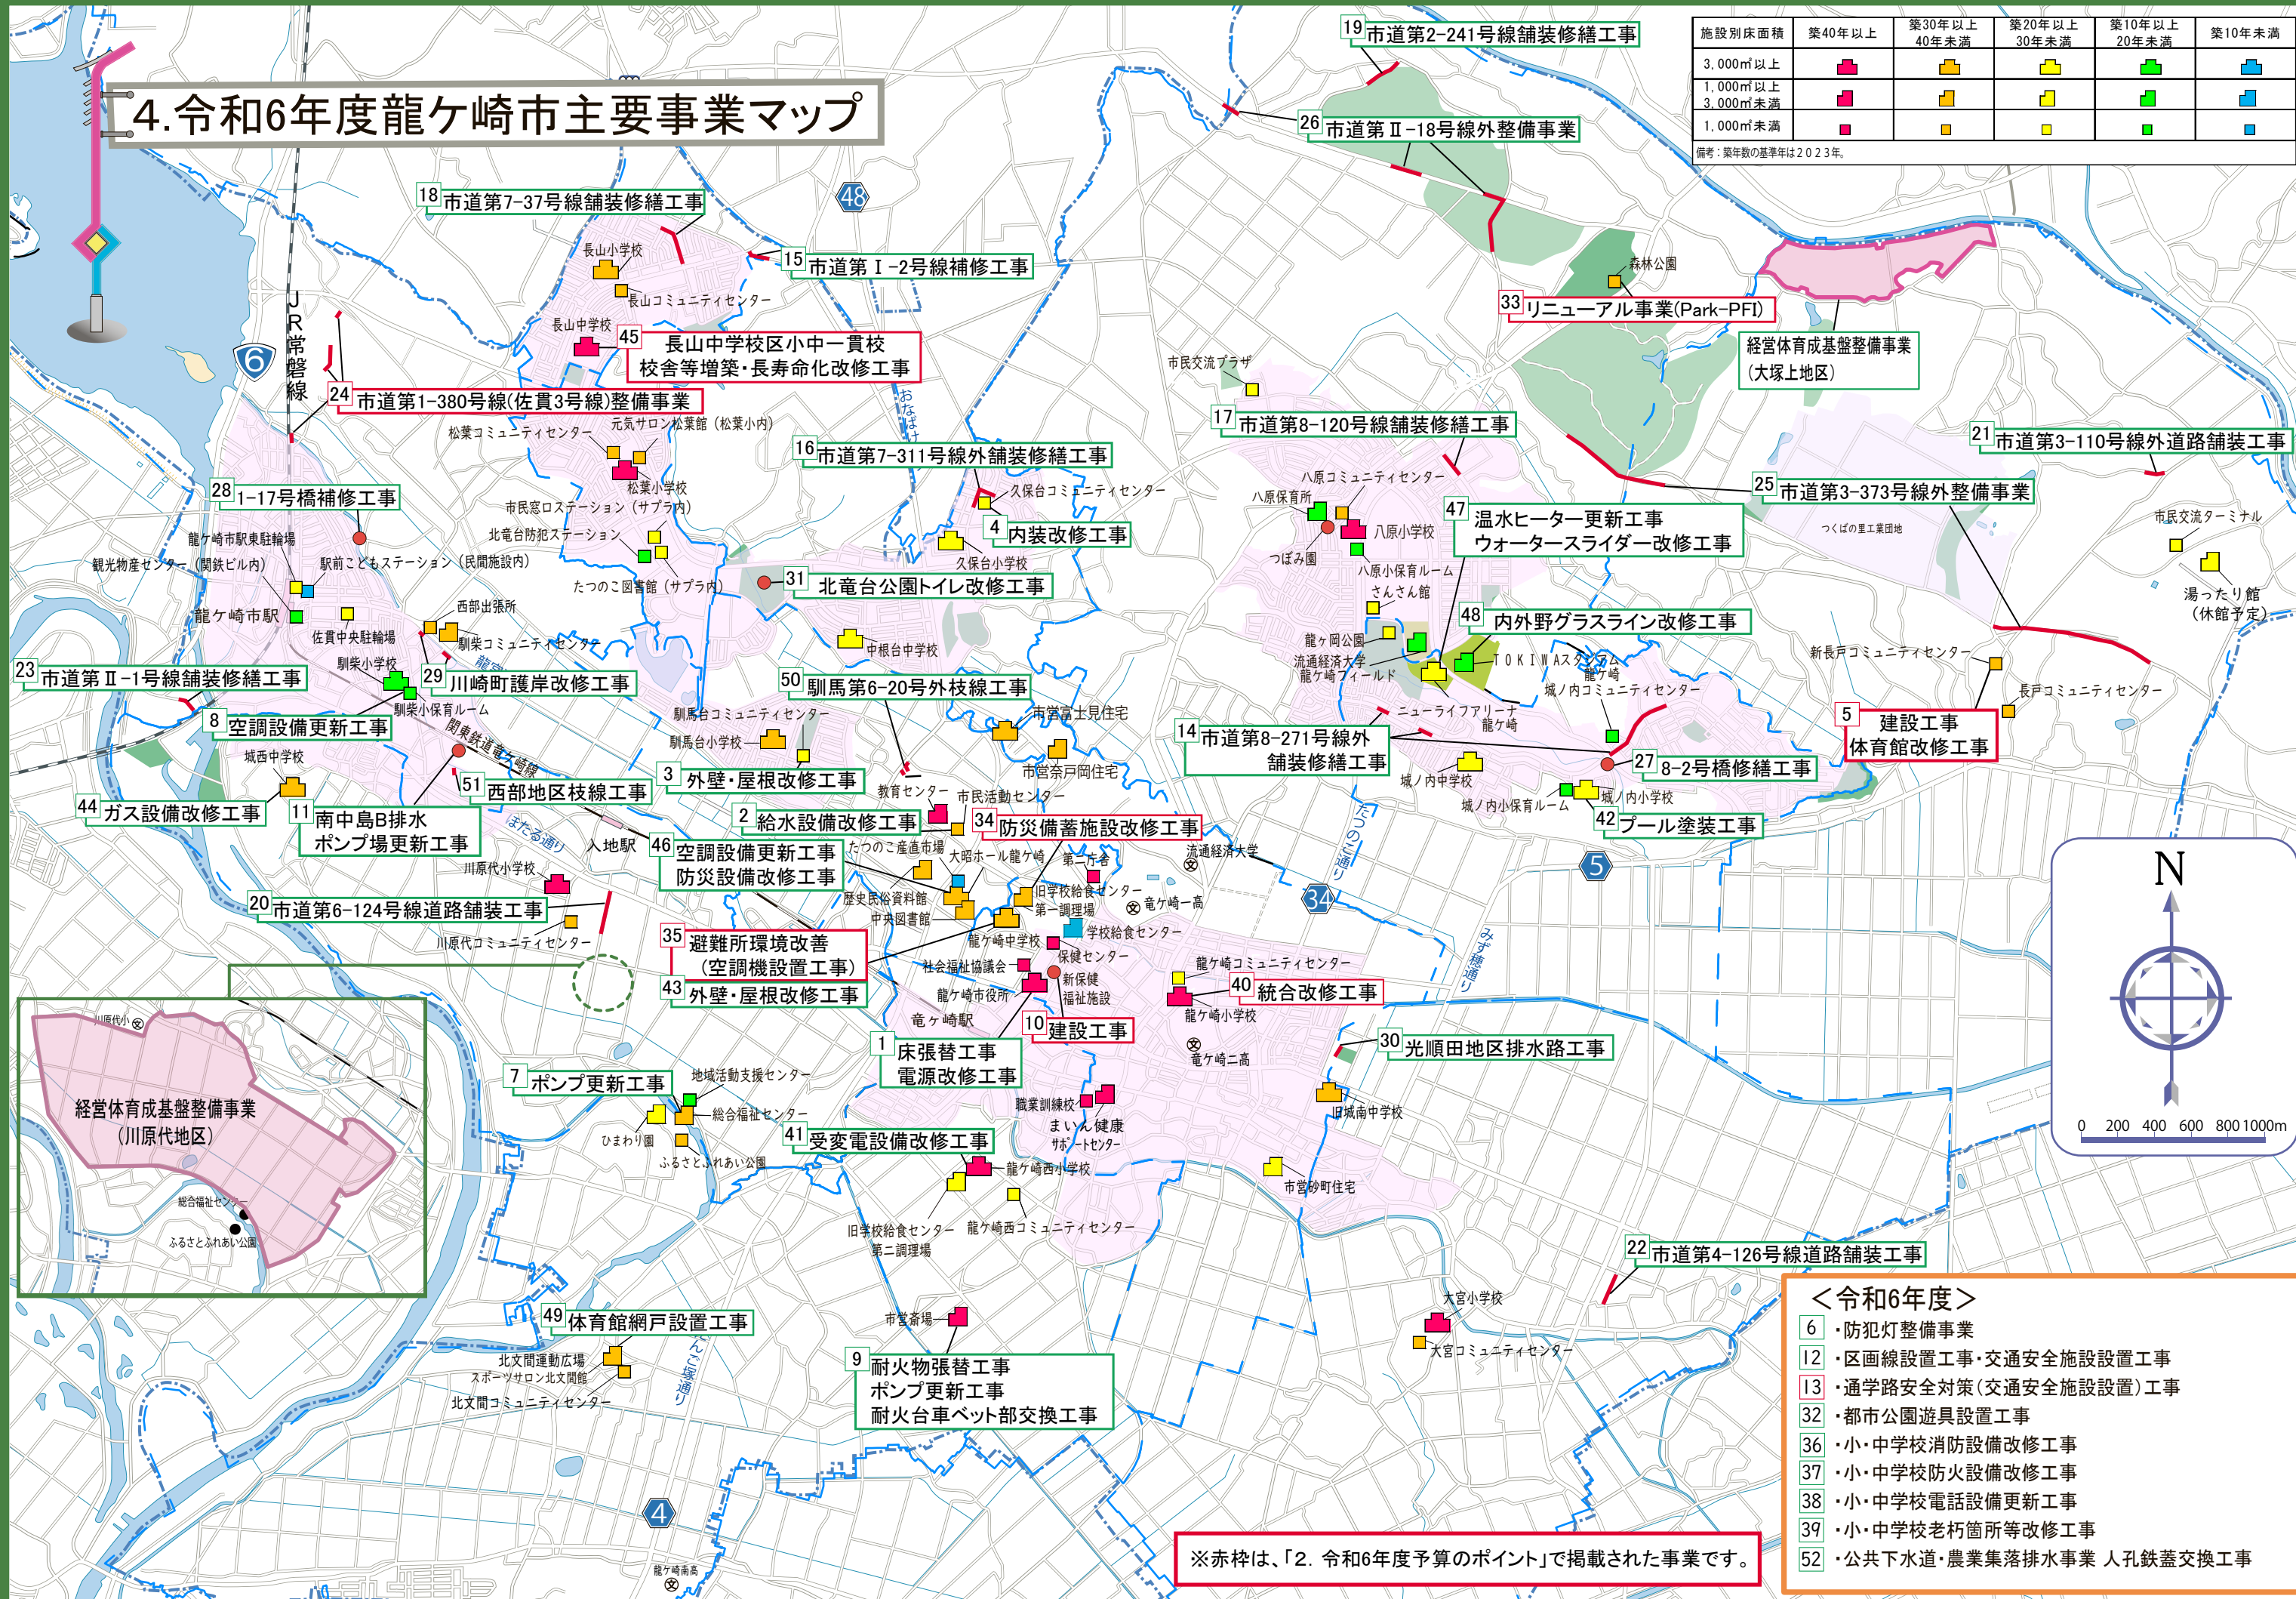 4.令和6年度龍ケ崎市主要事業マップ
施設別床面積
築40年以上
築30年以上
40年未満
築20年以上
30年未満
築10年以上
20年未満
築10年未満
3,000㎡以上
1,000㎡以上
3,000㎡未満
1,000㎡未満
備考:築年数の基準年は2023年。
19 市道第2-241号線舗装修繕工事
26 市道第Ⅱ-18号線外整備事業
18 市道第7-37号線舗装修繕工事
48
15 市道第Ⅰ-2号線補修工事
長山小学校
長山コミュニティセンター
長山中学校
45 長山中学校区小中一貫校
校舎等増築・長寿命化改修工事
森林公園
33 リニューアル事業(Park-PFI)
経営体育成基盤整備事業
(大塚上地区)
JR常磐線
6
24 市道第1-380号線(佐貫3号線)整備事業
市民交流プラザ
17 市道第8-120号線舗装修繕工事
21 市道第3-110号線外道路舗装工事
元気サロン松葉館(松葉小内)
松葉コミュニティセンター
松葉小学校
16 市道第7-311号線外舗装修繕工事
久保台コミュニティセンター
4 内装改修工事
久保台小学校
八原コミュニティセンター
八原保育所
八原小学校
つぼみ園
八原小保育ルーム
さんさん館
25 市道第3-373号線外整備事業
つくばの里工業団地
市民交流ターミナル
湯ったり館
(休館予定)
28 1-17号橋補修工事
市民窓口ステーション(サプラ内)
北竜台防犯ステーション
たつのこ図書館(サプラ内)
龍ケ崎市駅東駐輪場
観光物産センター(関鉄ビル内)
駅前こどもステーション(民間施設内)
龍ケ崎市駅
佐貫中央駐輪場
47 温水ヒーター更新工事
ウォータースライダー改修工事
31 北竜台公園トイレ改修工事
48 内外野グラスライン改修工事
西部出張所
馴柴コミュニティセンター
中根台中学校
龍ヶ岡公園
流通経済大学
龍ケ崎フィールド
TOKIWAスタジアム
龍ケ崎
城ノ内コミュニティセンター
新長戸コミュニティセンター
長戸コミュニティセンター
23 市道第Ⅱ-1号線舗装修繕工事
馴柴小学校
馴柴小保育ルーム
29 川崎町護岸改修工事
50 馴馬第6-20号外枝線工事
8 空調設備更新工事
関東鉄道竜ケ崎線
馴馬台コミュニティセンター
馴馬台小学校
市営富士見住宅
市営奈戸岡住宅
ニューライフアリーナ
龍ケ崎
14 市道第8-271号線外
舗装修繕工事
5 建設工事
体育館改修工事
城西中学校
44 ガス設備改修工事
11 南中島B排水
ポンプ場更新工事
51 西部地区枝線工事
3 外壁・屋根改修工事
城ノ内中学校
27 8-2号橋修繕工事
城ノ内小保育ルーム
城ノ内小学校
42 プール塗装工事
教育センター
市民活動センター
2 給水設備改修工事
34 防災備蓄施設改修工事
ほたる通り
入地駅
46 空調設備更新工事
防災設備改修工事
たつのこ産直市場
大昭ホール龍ケ崎
第二庁舎
流通経済大学
たつのこ通り
5
34
川原代小学校
歴史民俗資料館
中央図書館
旧学校給食センター
第一調理場
竜ケ崎一高
20 市道第6-124号線道路舗装工事
川原代コミュニティセンター
35 避難所環境改善
(空調機設置工事)
43 外壁・屋根改修工事
龍ケ崎中学校
学校給食センター
保健センター
社会福祉協議会
新保健
福祉施設
龍ケ崎市役所
みずほ通り
龍ケ崎コミュニティセンター
40 統合改修工事
龍ケ崎小学校
竜ケ崎駅
10 建設工事
竜ケ崎二高
1 床張替工事
電源改修工事
30 光順田地区排水路工事
川原代小
経営体育成基盤整備事業
(川原代地区)
総合福祉センター
ふるさとふれあい公園
7 ポンプ更新工事
地域活動支援センター
総合福祉センター
ひまわり園
ふるさとふれあい公園
職業訓練校
まいん健康
サポートセンター
旧城南中学校
41 受変電設備改修工事
龍ケ崎西小学校
旧学校給食センター
第二調理場
龍ケ崎西コミュニティセンター
市営砂町住宅
N
0 200 400 600 800 1000m
22 市道第4-126号線道路舗装工事
49 体育館網戸設置工事
北文間運動広場
スポーツサロン北文間館
北文間コミュニティセンター
市営斎場
9 耐火物張替工事
ポンプ更新工事
耐火台車ベット部交換工事
大宮小学校
大宮コミュニティセンター
4
龍ケ崎南高
<令和6年度>
6 ・防犯灯整備事業
12 ・区画線設置工事・交通安全施設設置工事
13 ・通学路安全対策(交通安全施設設置)工事
32 ・都市公園遊具設置工事
36 ・小・中学校消防設備改修工事
37 ・小・中学校防火設備改修工事
38 ・小・中学校電話設備更新工事
39 ・小・中学校老朽箇所等改修工事
52 ・公共下水道・農業集落排水事業 人孔鉄蓋交換工事
※赤枠は、「2. 令和6年度予算のポイント」で掲載された事業です。